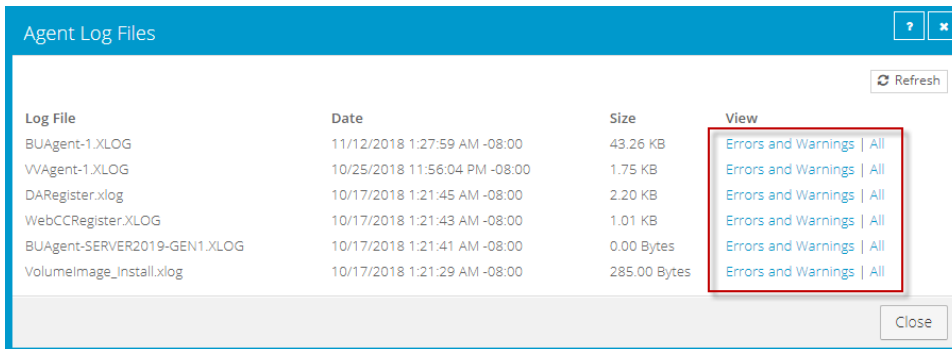 Agent Log Files ? ×
Refresh
Log File Date Size View
BUAgent-1.XLOG 11/12/2018 1:27:59 AM -08:00 43.26 KB Errors and Warnings | All
VVAgent-1.XLOG 10/25/2018 11:56:04 PM -08:00 1.75 KB Errors and Warnings | All
DARegister.xlog 10/17/2018 1:21:45 AM -08:00 2.20 KB Errors and Warnings | All
WebCCRegister.XLOG 10/17/2018 1:21:43 AM -08:00 1.01 KB Errors and Warnings | All
BUAgent-SERVER2019-GEN1.XLOG 10/17/2018 1:21:41 AM -08:00 0.00 Bytes Errors and Warnings | All
VolumeImage_Install.xlog 10/17/2018 1:21:29 AM -08:00 285.00 Bytes Errors and Warnings | All
Close